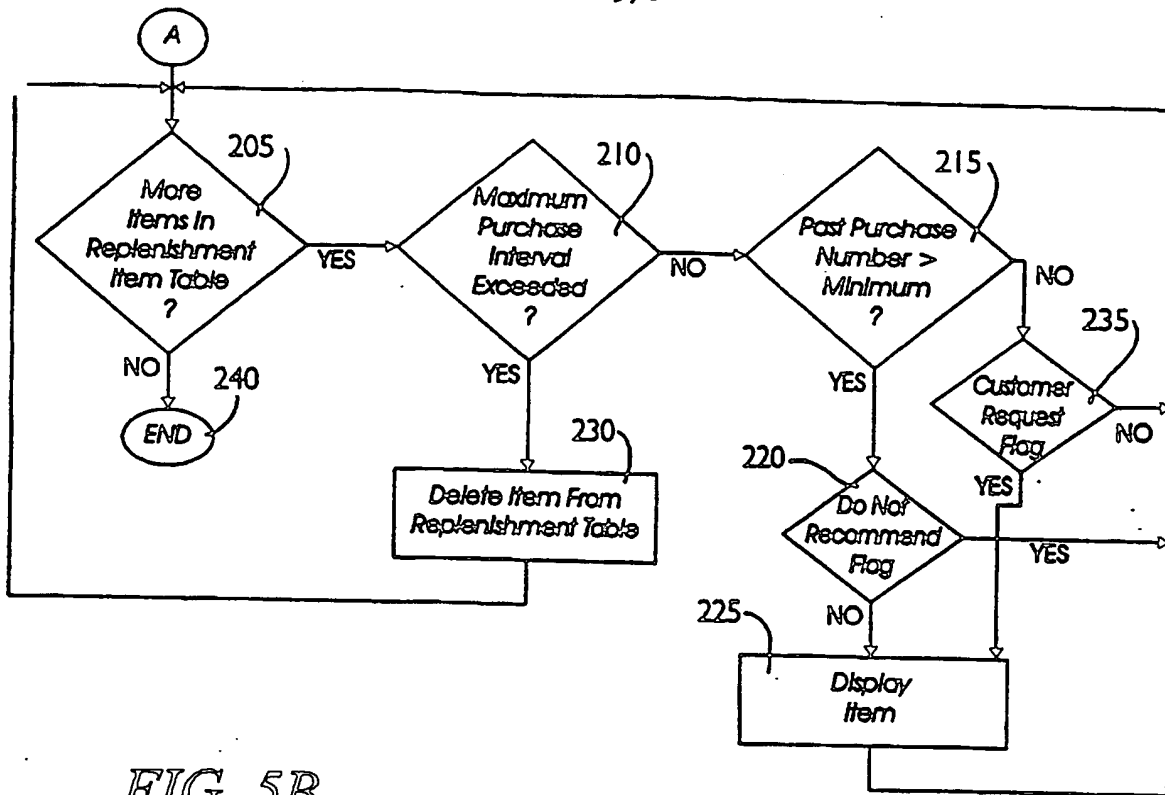 A
205
More
Items In
Replenishment
Item Table
?
YES
NO
240
END
210
Maximum
Purchase
Interval
Exceeded
?
NO
YES
230
Delete Item From
Replenishment Table
215
Past Purchase
Number >
Minimum
?
NO
YES
235
Customer
Request
Flag
NO
YES
220
Do Not
Recommend
Flag
YES
NO
225
Display
Item
FIG. 5B